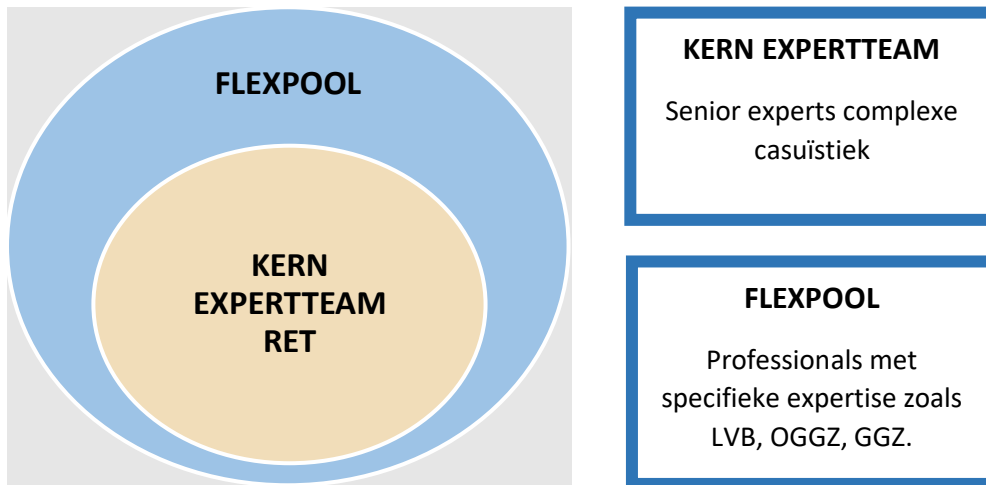 FLEXPOOL
KERN
EXPERTTEAM
RET
KERN EXPERTTEAM
Senior experts complexe
casuïstiek
FLEXPOOL
Professionals met
specifieke expertise zoals
LVB, OGGZ, GGZ.